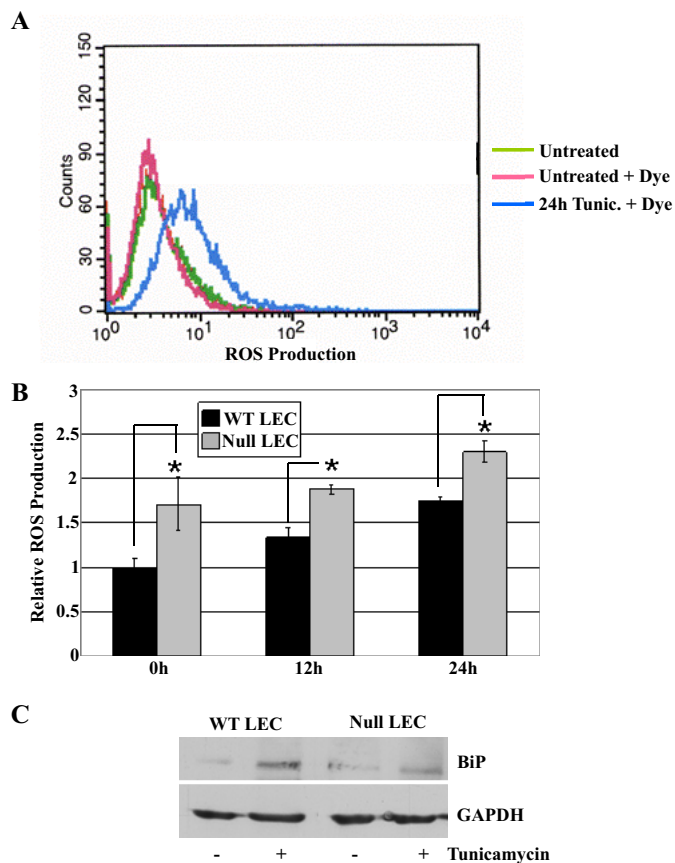 A
150
120
90
60
30
0
Counts
10^0 10^1 10^2 10^3 10^4
ROS Production
Untreated
Untreated + Dye
24h Tunic. + Dye
B
3
2.5
2
1.5
1
0.5
0
Relative ROS Production
WT LEC
Null LEC
* * *
0h 12h 24h
C
WT LEC Null LEC
BiP
GAPDH
- + - + Tunicamycin